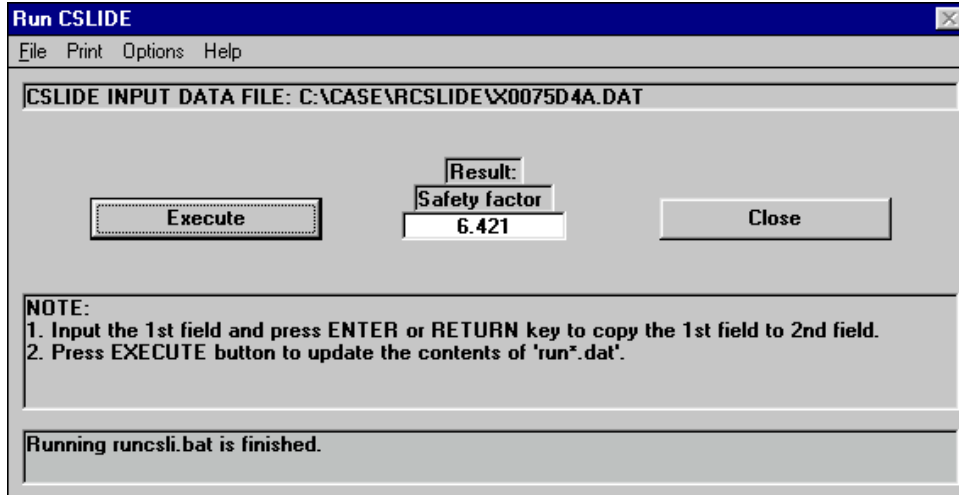 Run CSLIDE
File Print Options Help
CSLIDE INPUT DATA FILE: C:\CASE\RCSLIDE\X0075D4A.DAT
Result:
Safety factor
Execute
6.421
Close
NOTE:
1. Input the 1st field and press ENTER or RETURN key to copy the 1st field to 2nd field.
2. Press EXECUTE button to update the contents of 'run*.dat'.
Running runcsli.bat is finished.